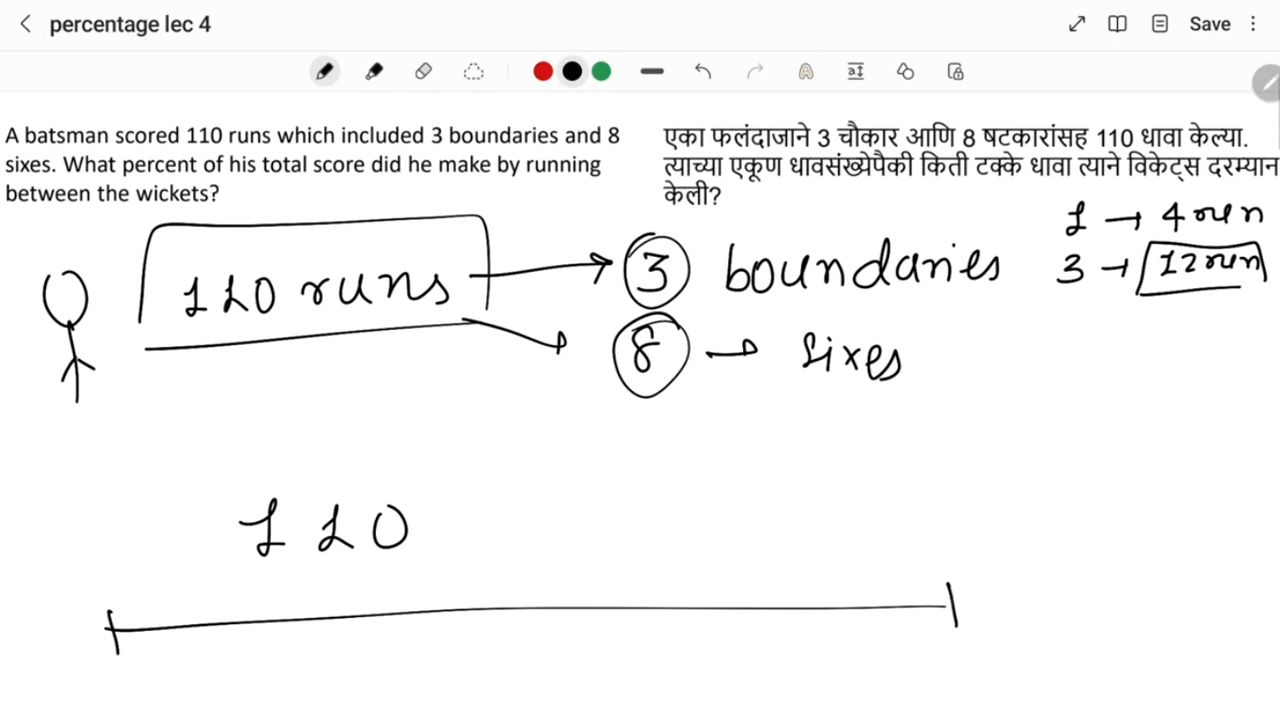 percentage lec 4
Save
A batsman scored 110 runs which included 3 boundaries and 8
sixes. What percent of his total score did he make by running
between the wickets?
एका फलंदाजाने 3 चौकार आणि 8 षटकारांसह 110 धावा केल्या.
त्याच्या एकूण धावसंख्येपैकी किती टक्के धावा त्याने विकेट्स दरम्यान
केली?
1 → 4 run
3 → 12 run
110 runs → 3 boundaries
→ 8 → sixes
110